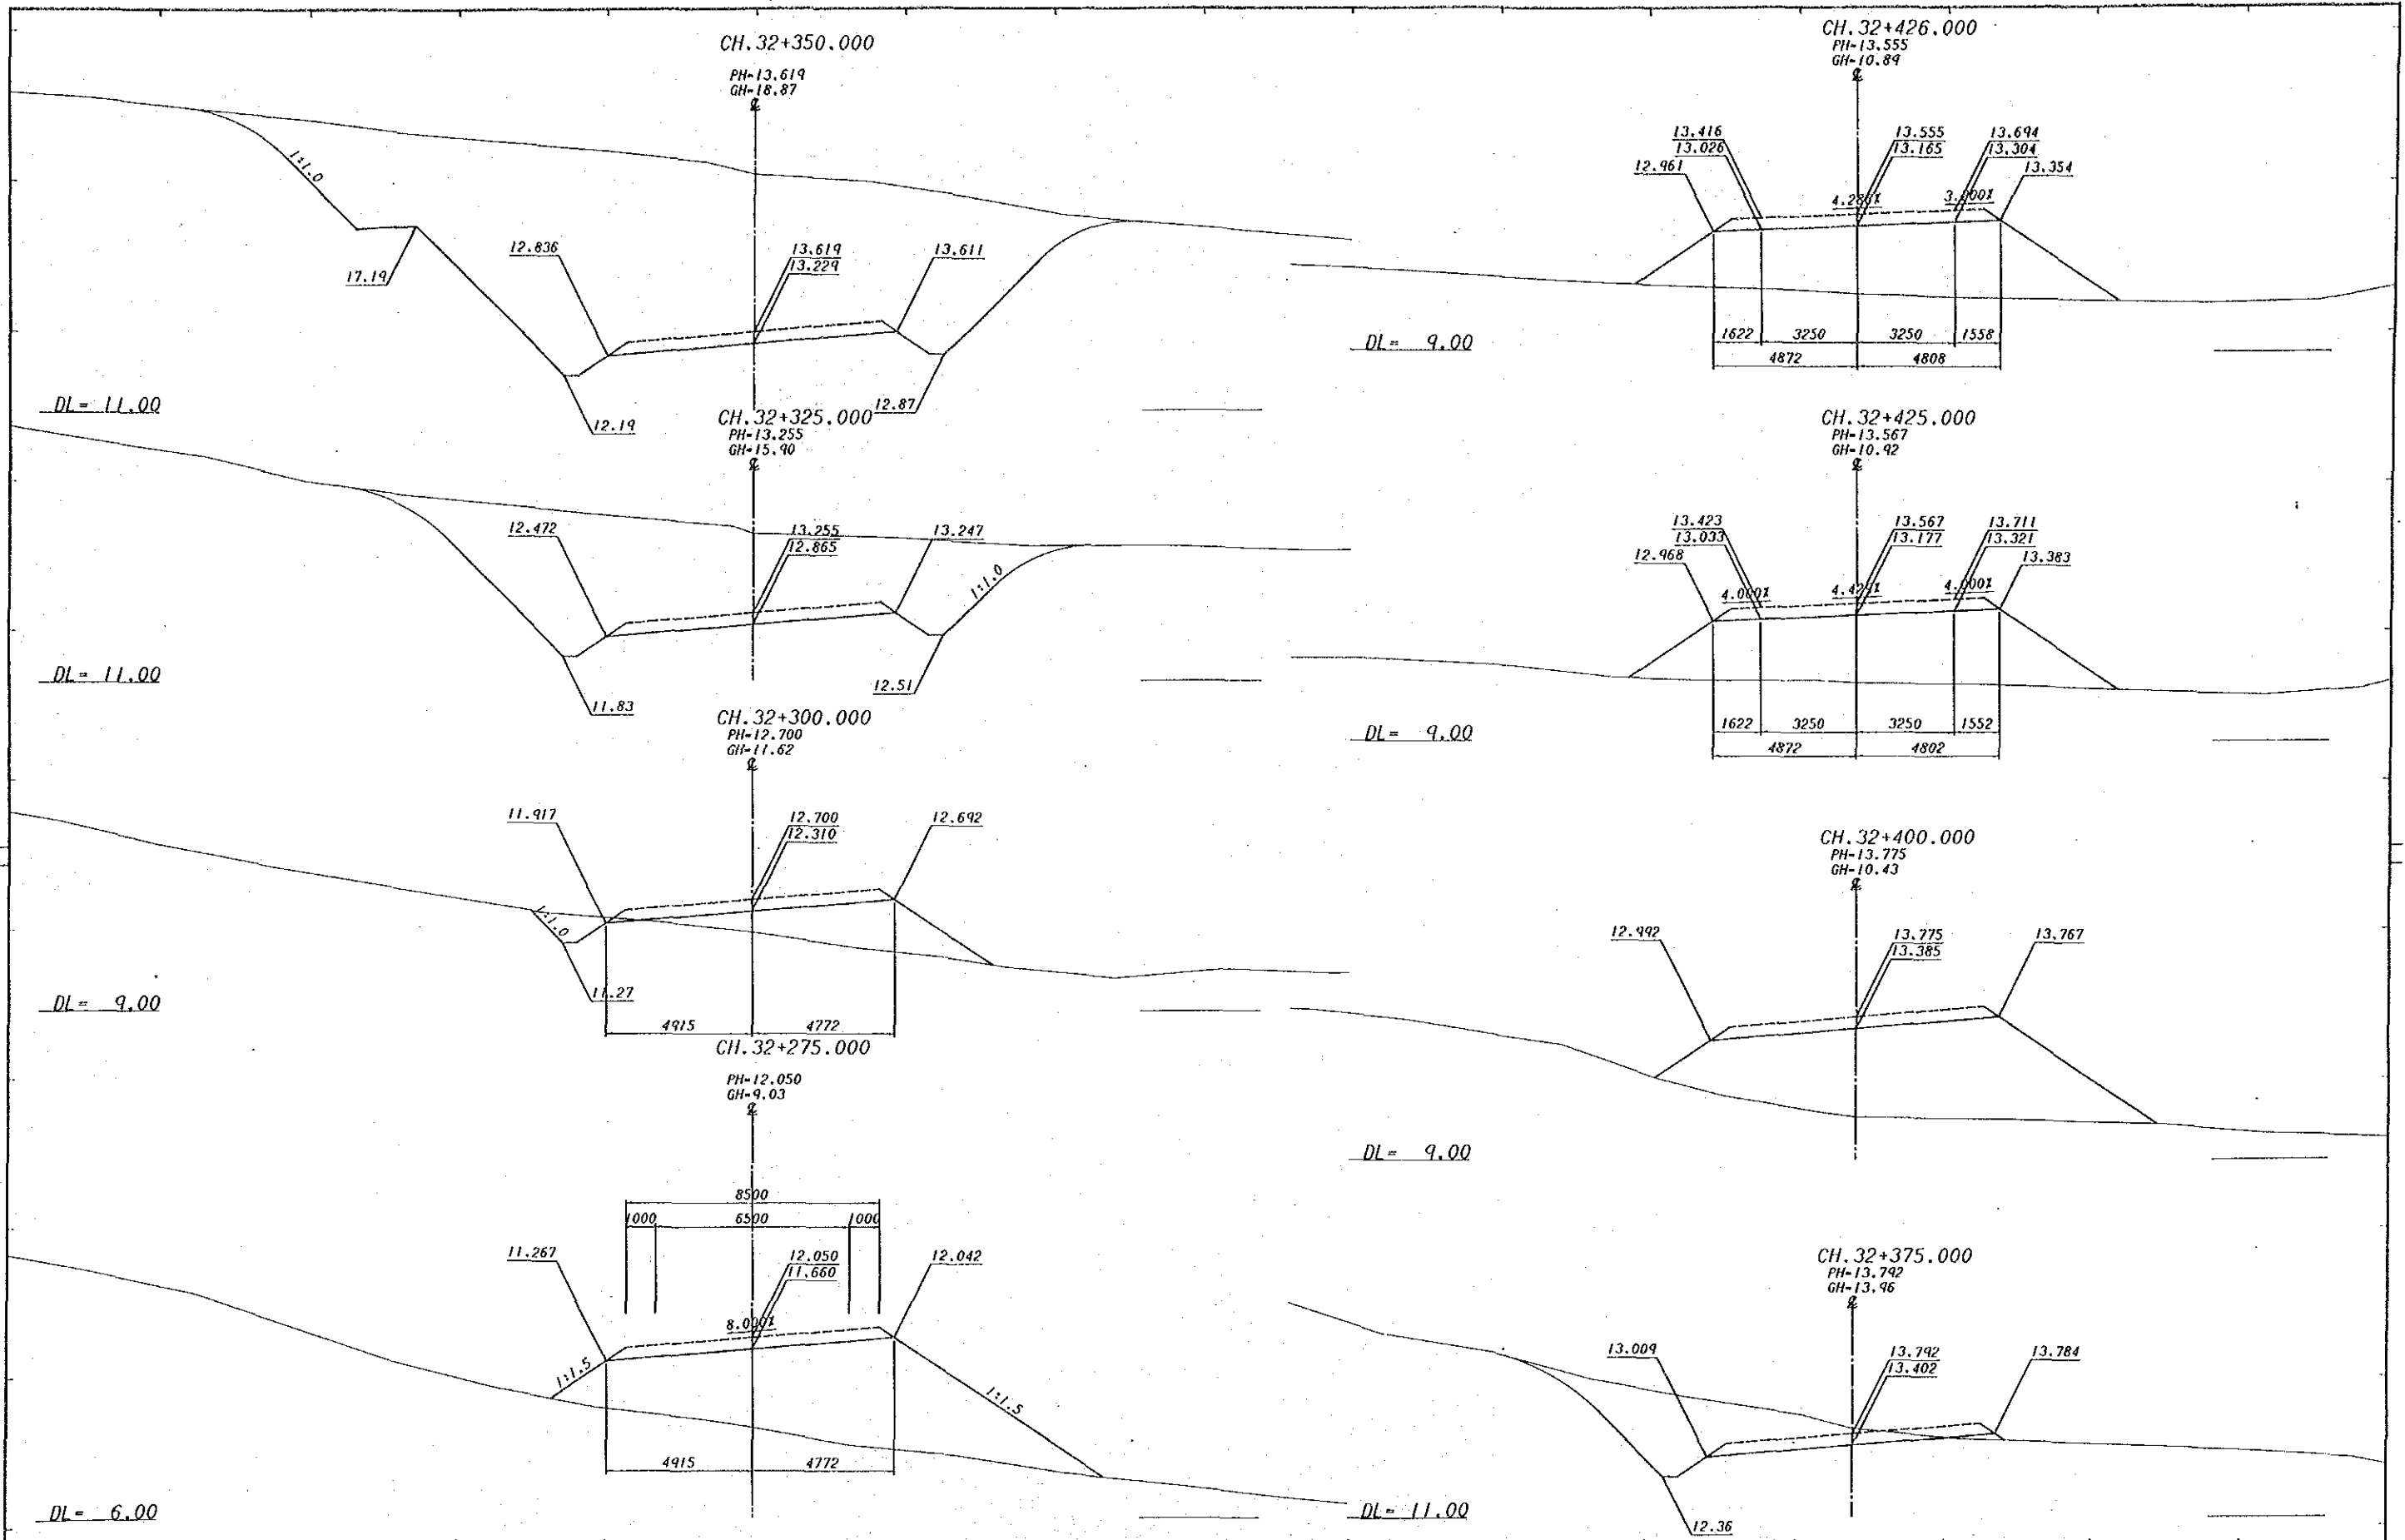 CH.32+350.000
PH=13.619
GH=18.87
1:1.0
17.19
12.836
13.619
13.229
13.611
12.19
12.87
DL= 11.00
CH.32+325.000
PH=13.255
GH=15.90
12.472
13.255
12.865
13.247
1:1.0
11.83
12.51
DL= 11.00
CH.32+300.000
PH=12.700
GH=11.62
11.917
12.700
12.310
12.692
1:1.0
11.27
4915
4772
DL= 9.00
CH.32+275.000
PH=12.050
GH=9.03
8500
1000
6500
1000
11.267
12.050
11.660
12.042
8.000%
1:1.5
1:1.5
4915
4772
DL= 6.00
CH.32+426.000
PH=13.555
GH=10.89
13.416
13.026
12.961
13.555
13.165
13.694
13.304
13.354
1622
3250
3250
1558
4872
4808
DL= 9.00
CH.32+425.000
PH=13.567
GH=10.92
13.423
13.033
12.968
13.567
13.177
13.711
13.321
13.383
4.000%
4.000%
1622
3250
3250
1552
4872
4802
DL= 9.00
CH.32+400.000
PH=13.775
GH=10.43
12.992
13.775
13.385
13.767
DL= 9.00
CH.32+375.000
PH=13.792
GH=13.96
13.009
13.792
13.402
13.784
12.36
DL= 11.00